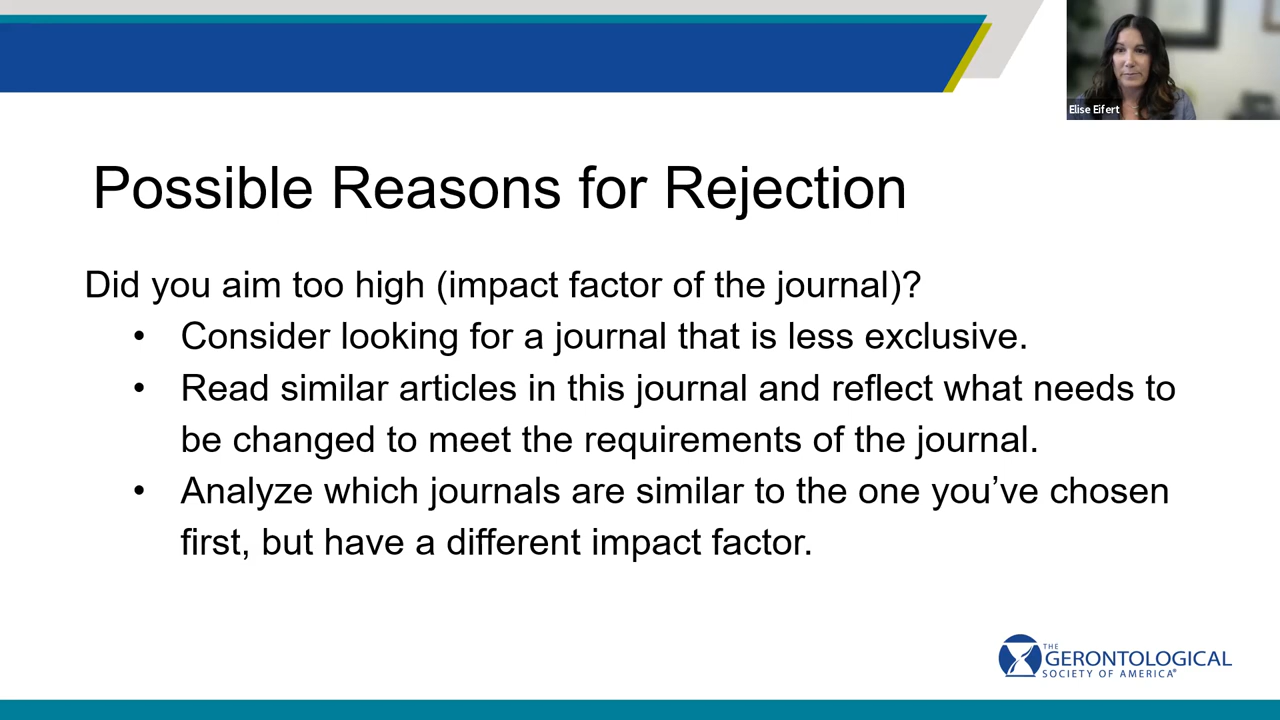 Elise Eifert
Possible Reasons for Rejection
Did you aim too high (impact factor of the journal)?
• Consider looking for a journal that is less exclusive.
• Read similar articles in this journal and reflect what needs to
be changed to meet the requirements of the journal.
• Analyze which journals are similar to the one you’ve chosen
first, but have a different impact factor.
THE
GERONTOLOGICAL
SOCIETY OF AMERICA®